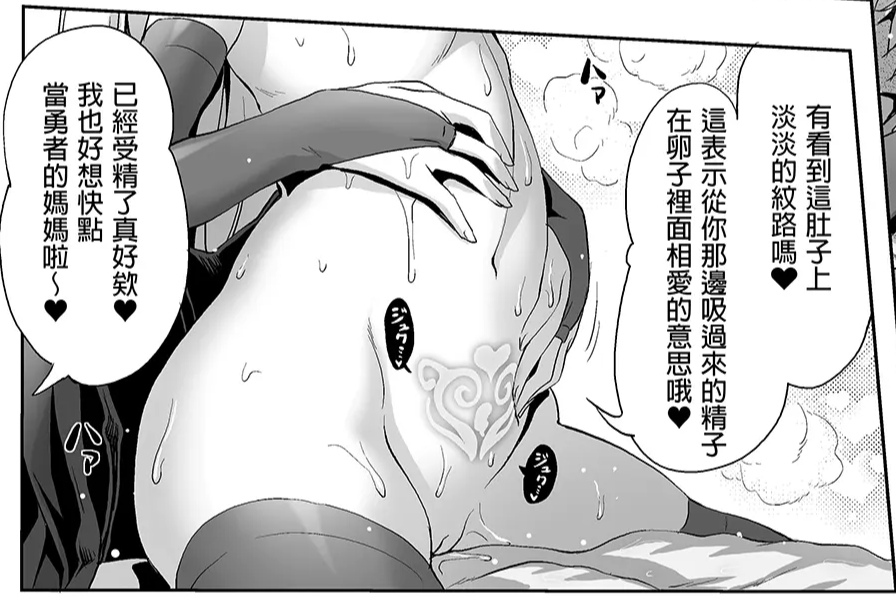 有看到這肚子上
淡淡的紋路嗎♥
這表示從你那邊吸過來的精子
在卵子裡面相愛的意思哦♥
ハァ
已經受精了真好欸♥
我也好想快點
當勇者的媽媽啦～♥
ジュク…♥
ジュク…
ハァ